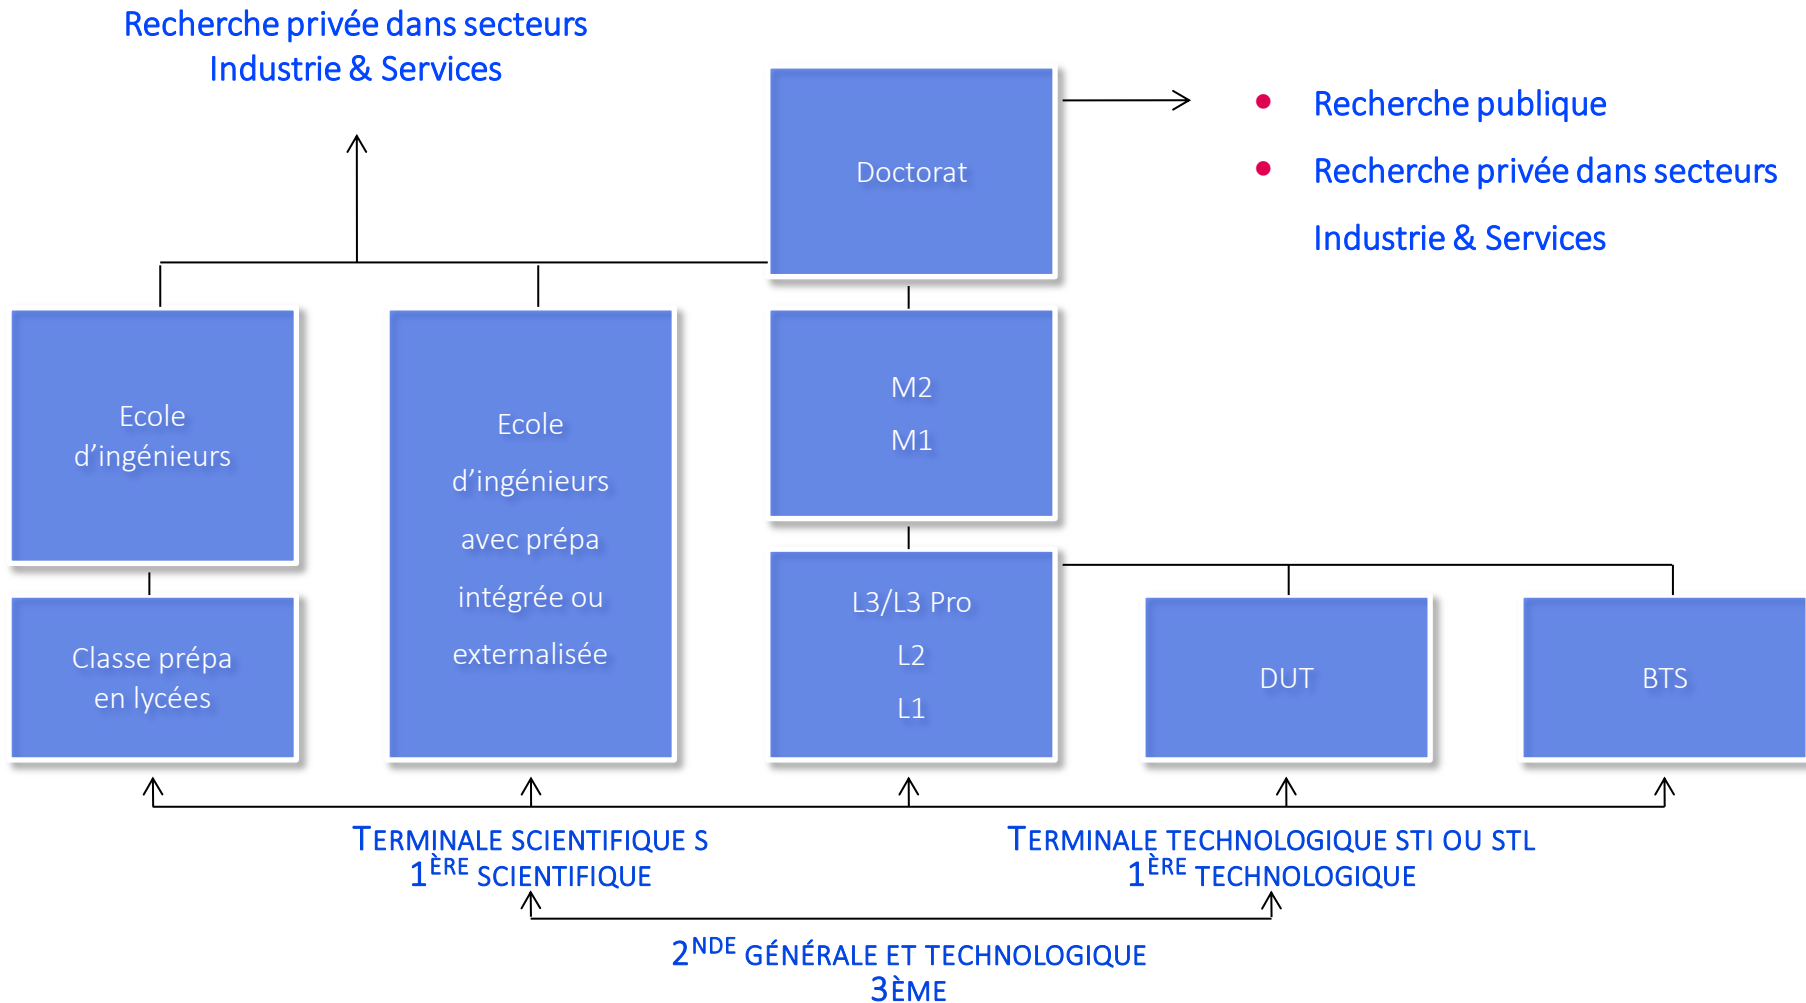 Recherche privée dans secteurs
Industrie & Services
Doctorat
• Recherche publique
• Recherche privée dans secteurs
Industrie & Services
Ecole
d’ingénieurs
Ecole
d’ingénieurs
avec prépa
intégrée ou
externalisée
M2
M1
Classe prépa
en lycées
L3/L3 Pro
L2
L1
DUT
BTS
TERMINALE SCIENTIFIQUE S
1ÈRE SCIENTIFIQUE
TERMINALE TECHNOLOGIQUE STI OU STL
1ÈRE TECHNOLOGIQUE
2NDE GÉNÉRALE ET TECHNOLOGIQUE
3ÈME